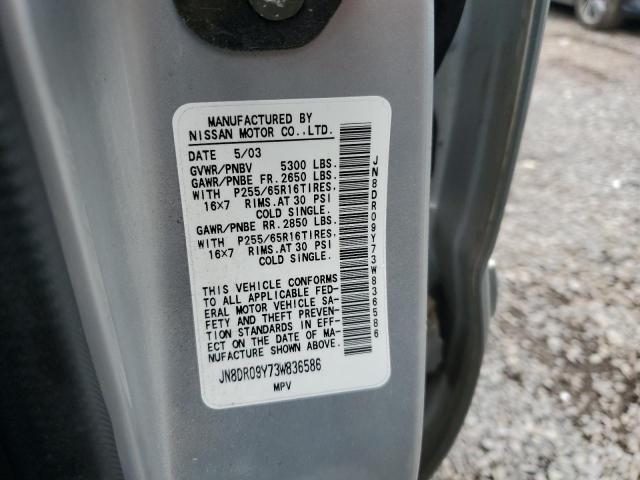 MANUFACTURED BY
NISSAN MOTOR CO.,LTD.
DATE 5/03
GVWR/PNBV 5300 LBS.
GAWR/PNBE FR. 2650 LBS.
WITH P255/65R16TIRES,
16×7 RIMS.AT 30 PSI
COLD SINGLE.
GAWR/PNBE RR. 2850 LBS.
WITH P255/65R16TIRES,
16×7 RIMS.AT 30 PSI
COLD SINGLE.
THIS VEHICLE CONFORMS
TO ALL APPLICABLE FED-
ERAL MOTOR VEHICLE SA-
FETY AND THEFT PREVEN-
TION STANDARDS IN EFF-
ECT ON THE DATE OF MA-
NUFACTURE SHOWN ABOVE.
JN8DR09Y73W836586
MPV
JN8DR09Y73W836586